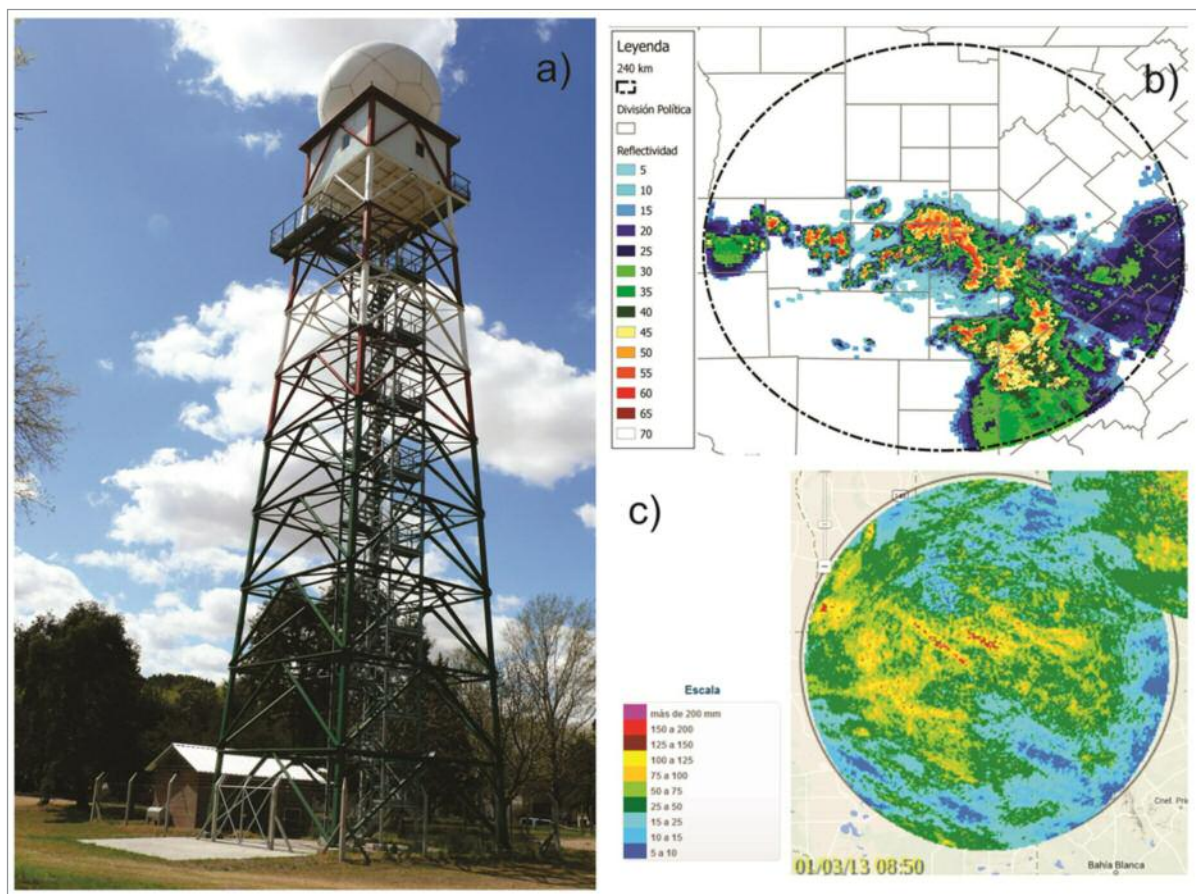 a)
b)
Leyenda
240 km
División Política
Reflectividad
5
10
15
20
25
30
35
40
45
50
55
60
65
70
c)
Escala
más de 200 mm
150 a 200
125 a 150
100 a 125
75 a 100
50 a 75
25 a 50
15 a 25
10 a 15
5 a 10
01/03/13 08:50
Cnel. Pri
Bahía Blanca